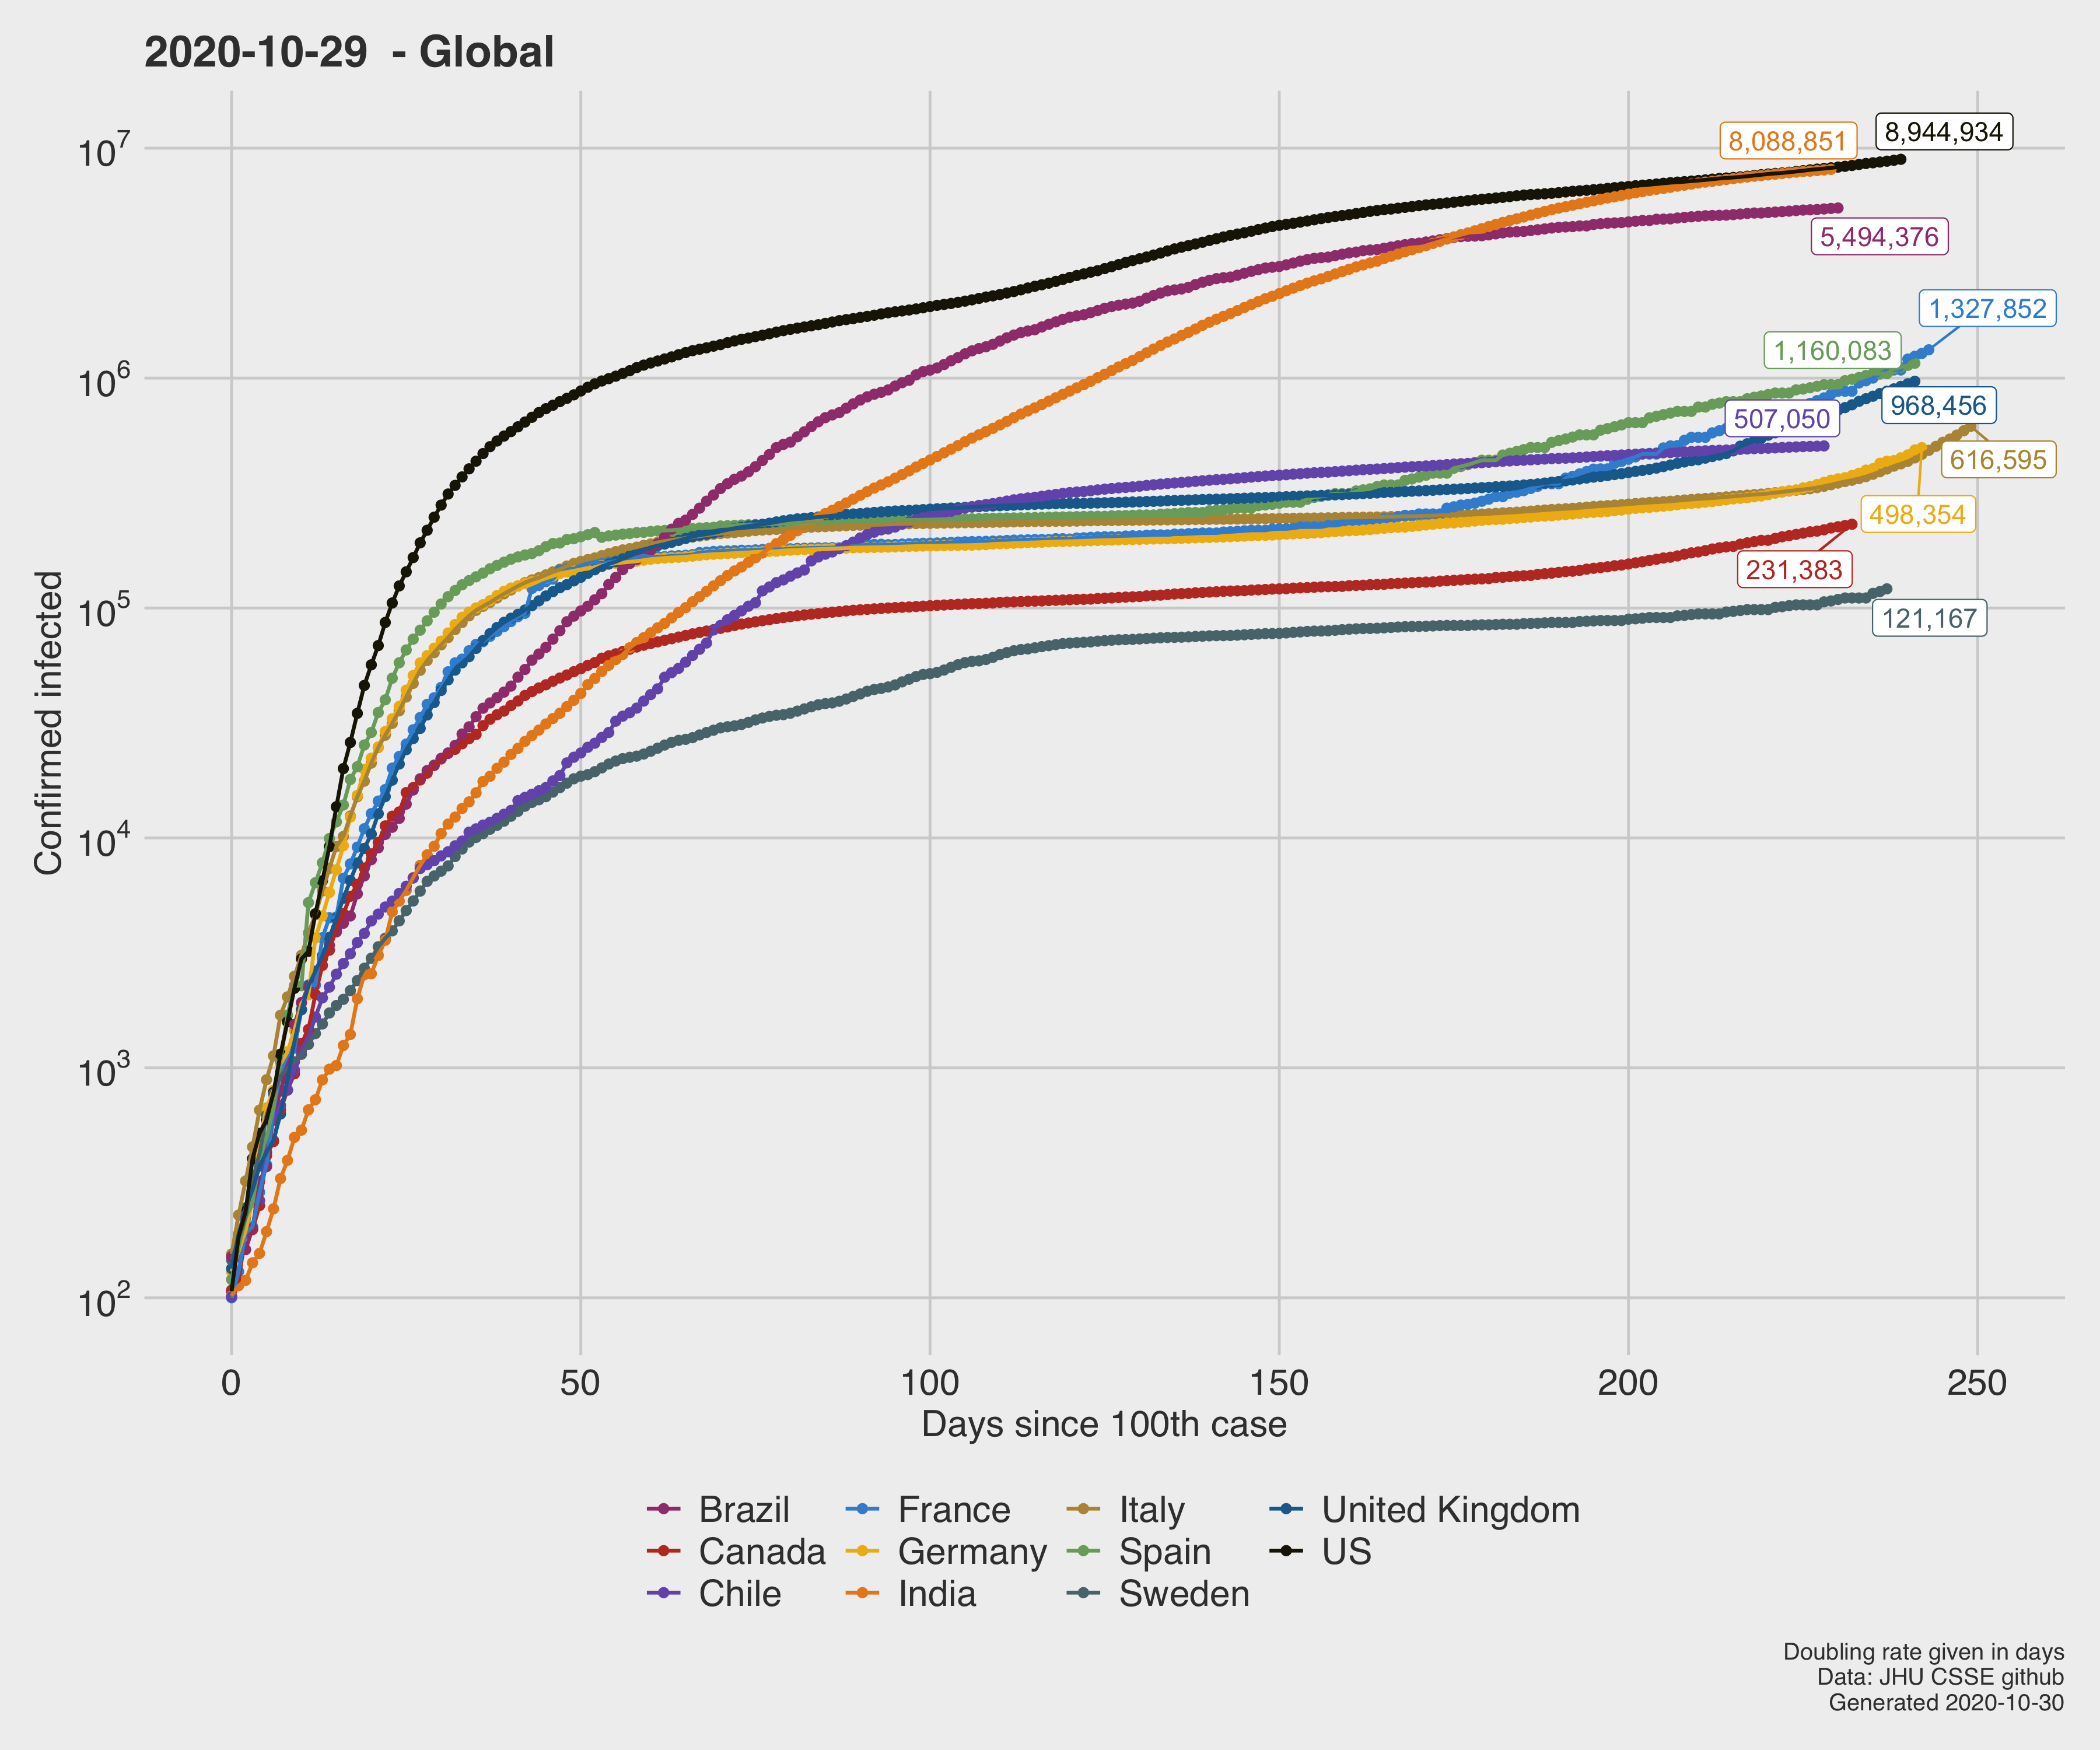 2020-10-29 - Global
Confirmed infected
10^7
10^6
10^5
10^4
10^3
10^2
8,088,851
8,944,934
5,494,376
1,327,852
1,160,083
968,456
507,050
616,595
498,354
231,383
121,167
0 50 100 150 200 250
Days since 100th case
Brazil France Italy United Kingdom
Canada Germany Spain US
Chile India Sweden
Doubling rate given in days
Data: JHU CSSE github
Generated 2020-10-30